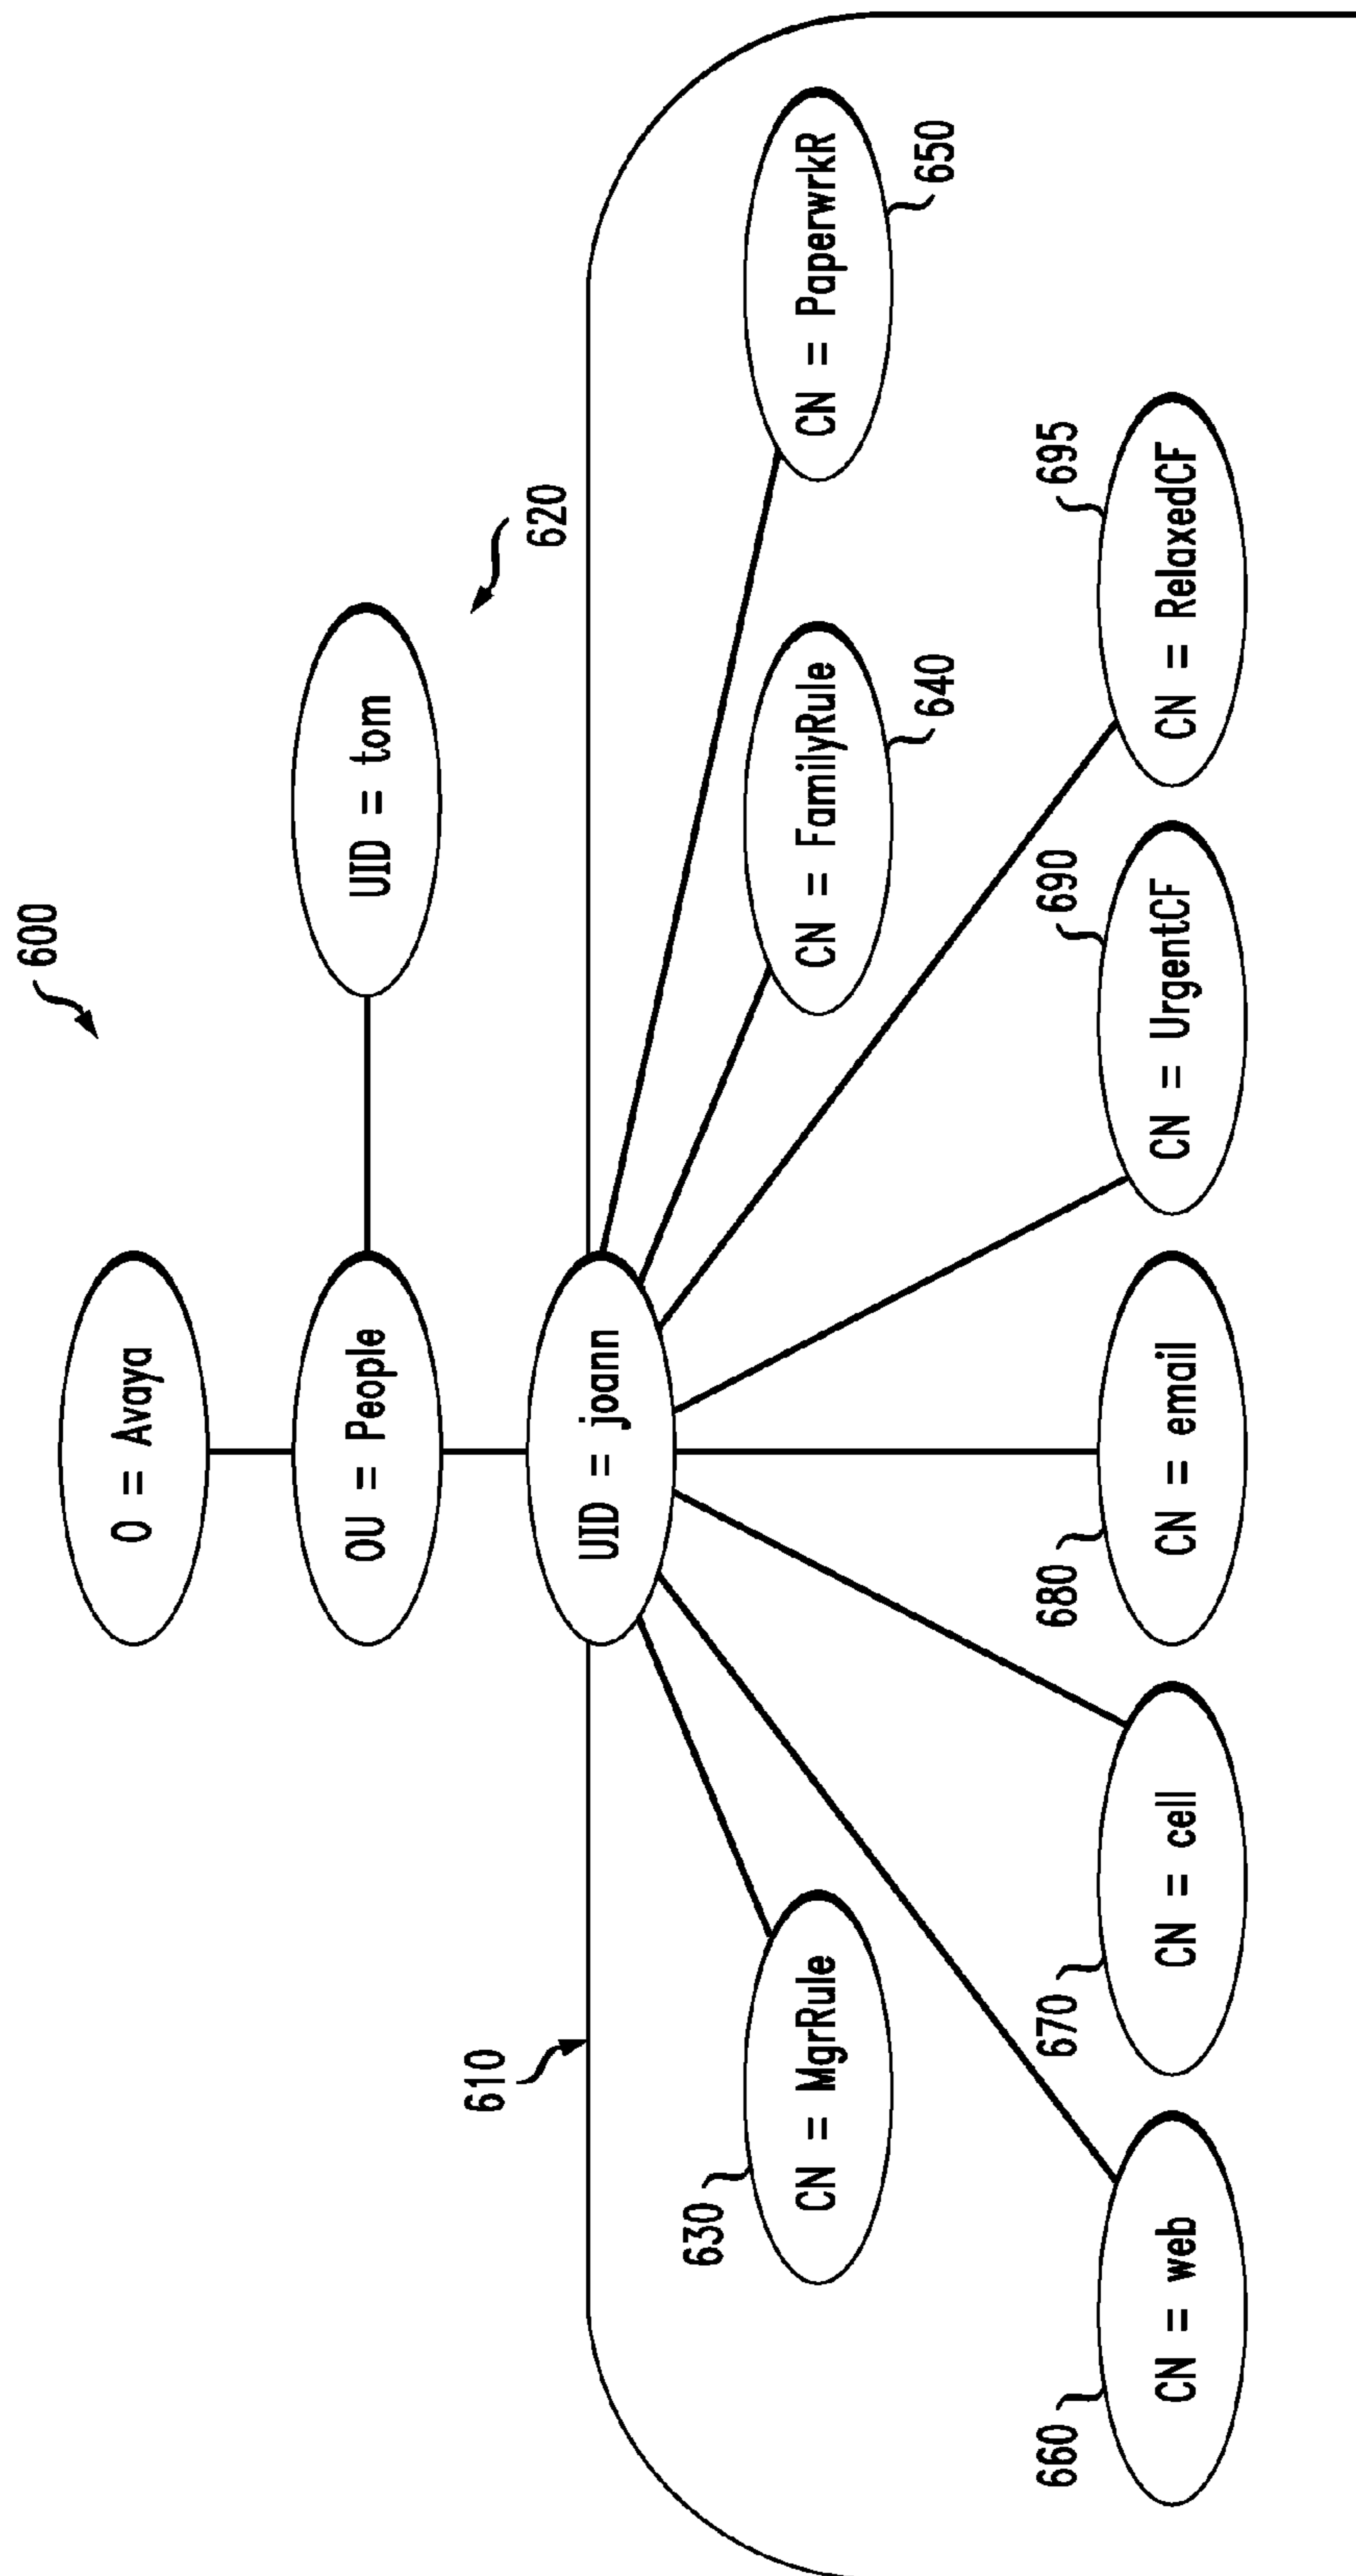 600
O = Avaya
OU = People
UID = tom
620
610
UID = joann
630
CN = MgrRule
CN = FamilyRule
640
CN = PaperwrkR
650
660
CN = web
670
CN = cell
680
CN = email
690
CN = UrgentCF
695
CN = RelaxedCF